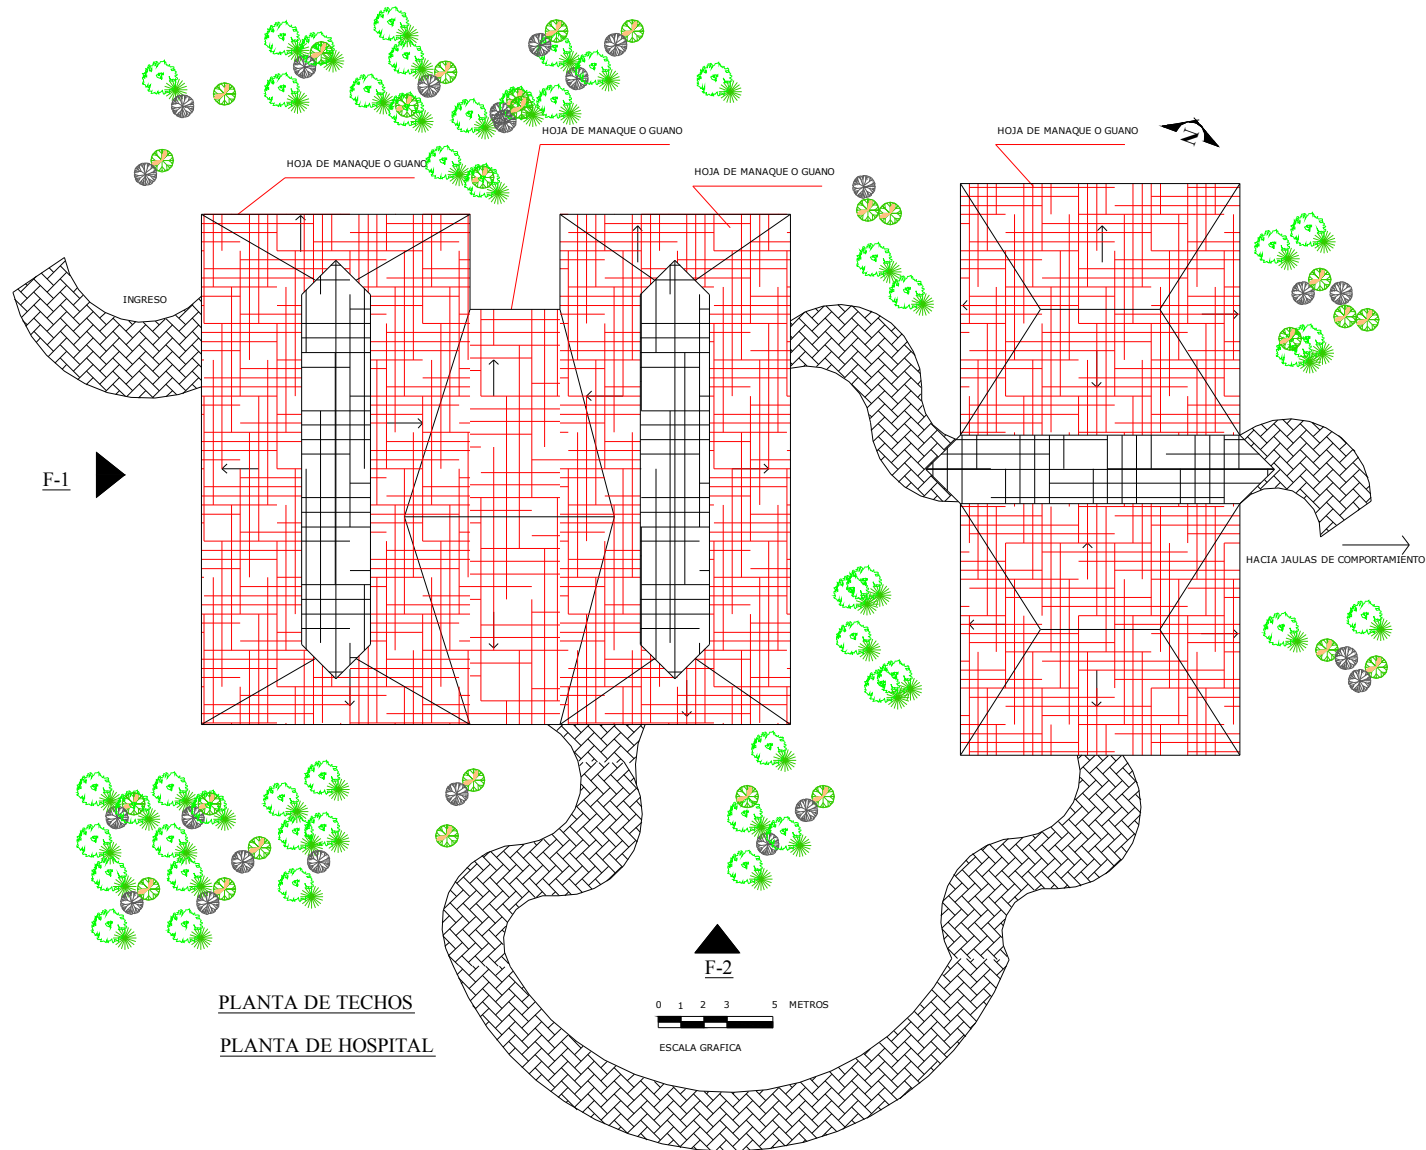 HOJA DE MANAQUE O GUANO
HOJA DE MANAQUE O GUANO
N
HOJA DE MANAQUE O GUANO
HOJA DE MANAQUE O GUANO
INGRESO
F-1
HACIA JAULAS DE COMPORTAMIENTO
F-2
PLANTA DE TECHOS
0 1 2 3 5 METROS
PLANTA DE HOSPITAL
ESCALA GRAFICA